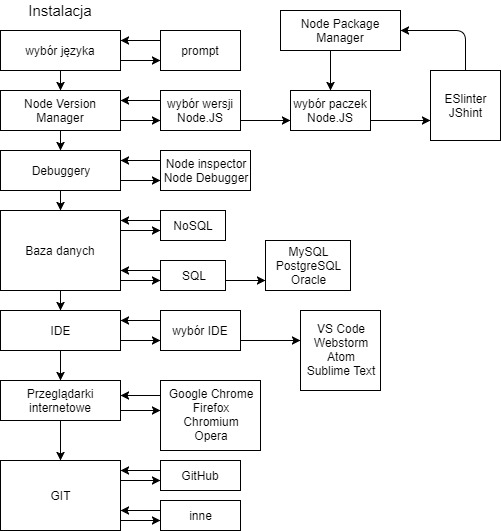 Instalacja
wybór języka
prompt
Node Package
Manager
Node Version
Manager
wybór wersji
Node.JS
wybór paczek
Node.JS
ESlinter
JShint
Debuggery
Node inspector
Node Debugger
Baza danych
NoSQL
SQL
MySQL
PostgreSQL
Oracle
IDE
wybór IDE
VS Code
Webstorm
Atom
Sublime Text
Przeglądarki
internetowe
Google Chrome
Firefox
Chromium
Opera
GIT
GitHub
inne